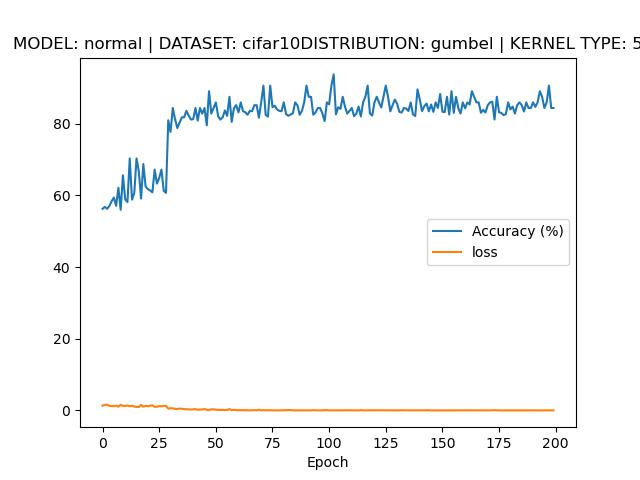 MODEL: normal | DATASET: cifar10DISTRIBUTION: gumbel | KERNEL TYPE: 5
80
60
40
20
0
Accuracy (%)
loss
0 25 50 75 100 125 150 175 200
Epoch